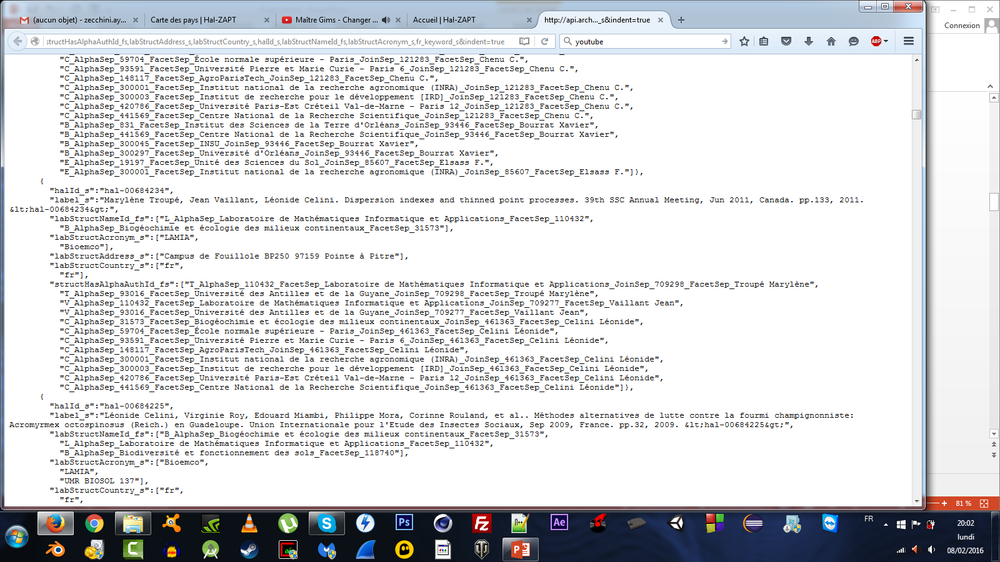 (aucun objet) - zecchini.ay...
Carte des pays | Hal-ZAPT
Maître Gims - Changer ...
Accueil | Hal-ZAPT
http://api.arch..._s&indent=true
Connexion
structHasAlphaAuthId_fs,labStructAddress_s,labStructCountry_s,halId_s,labStructNameId_fs,labStructAcronym_s,fr_keyword_s&indent=true
youtube
ABP
"C_AlphaSep_59704_FacetSep_École normale supérieure - Paris_JoinSep_121283_FacetSep_Chenu C.",
"C_AlphaSep_93591_FacetSep_Université Pierre et Marie Curie - Paris 6_JoinSep_121283_FacetSep_Chenu C.",
"C_AlphaSep_148117_FacetSep_AgroParisTech_JoinSep_121283_FacetSep_Chenu C.",
"C_AlphaSep_300001_FacetSep_Institut national de la recherche agronomique (INRA)_JoinSep_121283_FacetSep_Chenu C.",
"C_AlphaSep_300003_FacetSep_Institut de recherche pour le développement [IRD]_JoinSep_121283_FacetSep_Chenu C.",
"C_AlphaSep_420786_FacetSep_Université Paris-Est Créteil Val-de-Marne - Paris 12_JoinSep_121283_FacetSep_Chenu C.",
"C_AlphaSep_441569_FacetSep_Centre National de la Recherche Scientifique_JoinSep_121283_FacetSep_Chenu C.",
"B_AlphaSep_831_FacetSep_Institut des Sciences de la Terre d'Orléans_JoinSep_93446_FacetSep_Bourrat Xavier",
"B_AlphaSep_441569_FacetSep_Centre National de la Recherche Scientifique_JoinSep_93446_FacetSep_Bourrat Xavier",
"B_AlphaSep_300045_FacetSep_INSU_JoinSep_93446_FacetSep_Bourrat Xavier",
"B_AlphaSep_300297_FacetSep_Université d'Orléans_JoinSep_93446_FacetSep_Bourrat Xavier",
"E_AlphaSep_19197_FacetSep_Unité des Sciences du Sol_JoinSep_85607_FacetSep_Elsass F.",
"E_AlphaSep_300001_FacetSep_Institut national de la recherche agronomique (INRA)_JoinSep_85607_FacetSep_Elsass F."]},
{
"halId_s":"hal-00684234",
"label_s":"Marylène Troupé, Jean Vaillant, Léonide Celini. Dispersion indexes and thinned point processes. 39th SSC Annual Meeting, Jun 2011, Canada. pp.133, 2011.
&lt;hal-00684234&gt;",
"labStructNameId_fs":["L_AlphaSep_Laboratoire de Mathématiques Informatique et Applications_FacetSep_110432",
"B_AlphaSep_Biogéochimie et écologie des milieux continentaux_FacetSep_31573"],
"labStructAcronym_s":["LAMIA",
"Bioemco"],
"labStructAddress_s":["Campus de Fouillole BP250 97159 Pointe à Pitre"],
"labStructCountry_s":["fr",
"fr"],
"structHasAlphaAuthId_fs":["T_AlphaSep_110432_FacetSep_Laboratoire de Mathématiques Informatique et Applications_JoinSep_709298_FacetSep_Troupé Marylène",
"T_AlphaSep_93016_FacetSep_Université des Antilles et de la Guyane_JoinSep_709298_FacetSep_Troupé Marylène",
"V_AlphaSep_110432_FacetSep_Laboratoire de Mathématiques Informatique et Applications_JoinSep_709277_FacetSep_Vaillant Jean",
"V_AlphaSep_93016_FacetSep_Université des Antilles et de la Guyane_JoinSep_709277_FacetSep_Vaillant Jean",
"C_AlphaSep_31573_FacetSep_Biogéochimie et écologie des milieux continentaux_JoinSep_461363_FacetSep_Celini Léonide",
"C_AlphaSep_59704_FacetSep_École normale supérieure - Paris_JoinSep_461363_FacetSep_Celini Léonide",
"C_AlphaSep_93591_FacetSep_Université Pierre et Marie Curie - Paris 6_JoinSep_461363_FacetSep_Celini Léonide",
"C_AlphaSep_148117_FacetSep_AgroParisTech_JoinSep_461363_FacetSep_Celini Léonide",
"C_AlphaSep_300001_FacetSep_Institut national de la recherche agronomique (INRA)_JoinSep_461363_FacetSep_Celini Léonide",
"C_AlphaSep_300003_FacetSep_Institut de recherche pour le développement [IRD]_JoinSep_461363_FacetSep_Celini Léonide",
"C_AlphaSep_420786_FacetSep_Université Paris-Est Créteil Val-de-Marne - Paris 12_JoinSep_461363_FacetSep_Celini Léonide",
"C_AlphaSep_441569_FacetSep_Centre National de la Recherche Scientifique_JoinSep_461363_FacetSep_Celini Léonide"]},
{
"halId_s":"hal-00684225",
"label_s":"Léonide Celini, Virginie Roy, Edouard Miambi, Philippe Mora, Corinne Rouland, et al.. Méthodes alternatives de lutte contre la fourmi champignonniste:
Acromyrmex octospinosus (Reich.) en Guadeloupe. Union Internationale pour l'Etude des Insectes Sociaux, Sep 2009, France. pp.32, 2009. &lt;hal-00684225&gt;",
"labStructNameId_fs":["B_AlphaSep_Biogéochimie et écologie des milieux continentaux_FacetSep_31573",
"L_AlphaSep_Laboratoire de Mathématiques Informatique et Applications_FacetSep_110432",
"B_AlphaSep_Biodiversité et fonctionnement des sols_FacetSep_118740"],
"labStructAcronym_s":["Bioemco",
"LAMIA",
"UMR BIOSOL 137"],
"labStructCountry_s":["fr",
"fr",
81 %
Ps
Fz
Ae
FR
20:02
lundi
08/02/2016